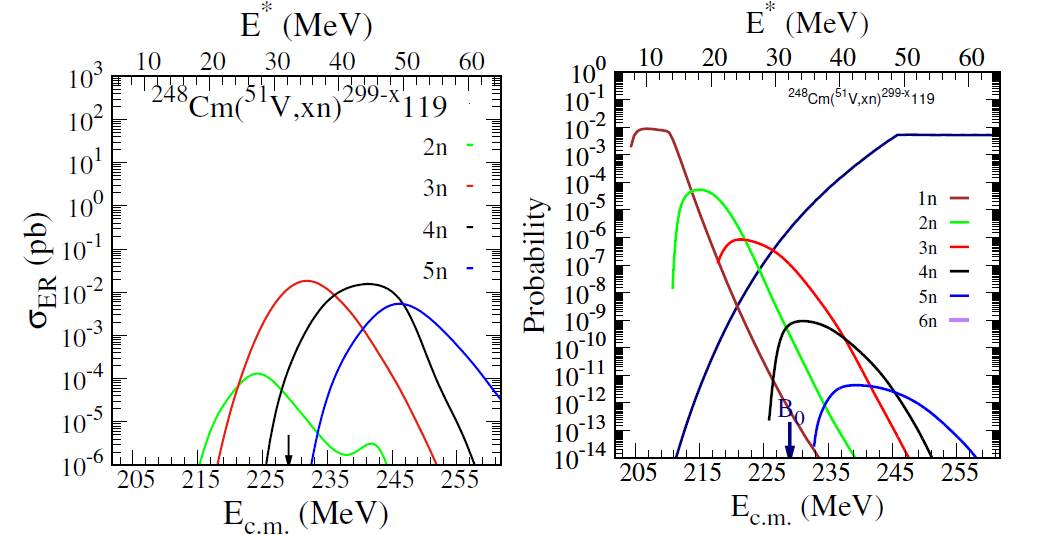 E* (MeV)
10 20 30 40 50 60
10³
10²
10¹
10⁰
10⁻¹
10⁻²
10⁻³
10⁻⁴
10⁻⁵
10⁻⁶
σER (pb)
²⁴⁸Cm(⁵¹V,xn)²⁹⁹⁻ˣ119
2n
3n
4n
5n
205 215 225 235 245 255
Ec.m. (MeV)
E* (MeV)
10 20 30 40 50 60
10⁰
10⁻¹
10⁻²
10⁻³
10⁻⁴
10⁻⁵
10⁻⁶
10⁻⁷
10⁻⁸
10⁻⁹
10⁻¹⁰
10⁻¹¹
10⁻¹²
10⁻¹³
10⁻¹⁴
Probability
²⁴⁸Cm(⁵¹V,xn)²⁹⁹⁻ˣ119
1n
2n
3n
4n
5n
6n
B₀
205 215 225 235 245 255
Ec.m. (MeV)